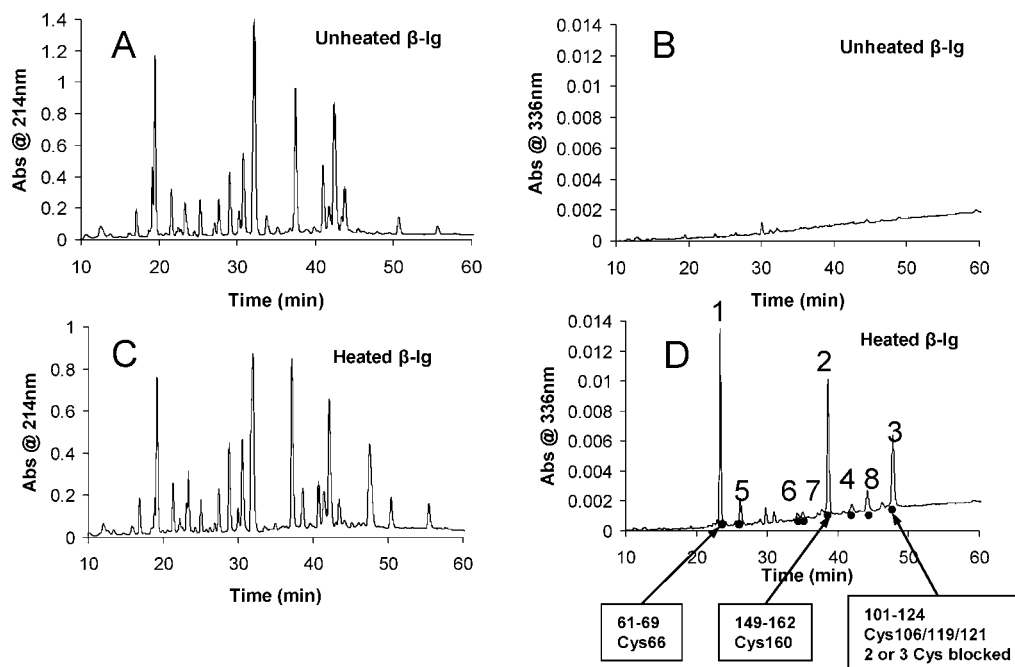 A
Unheated β-lg
Abs @ 214nm
1.4
1.2
1
0.8
0.6
0.4
0.2
0
10 20 30 40 50 60
Time (min)
B
Unheated β-lg
Abs @ 336nm
0.014
0.012
0.01
0.008
0.006
0.004
0.002
0
10 20 30 40 50 60
Time (min)
C
Heated β-lg
Abs @ 214nm
1
0.8
0.6
0.4
0.2
0
10 20 30 40 50 60
Time (min)
D
Heated β-lg
Abs @ 336nm
0.014
0.012
0.01
0.008
0.006
0.004
0.002
0
1
5
6
7
2
4
8
3
10 20 30 40 50 60
Time (min)
61-69
Cys66
149-162
Cys160
101-124
Cys106/119/121
2 or 3 Cys blocked